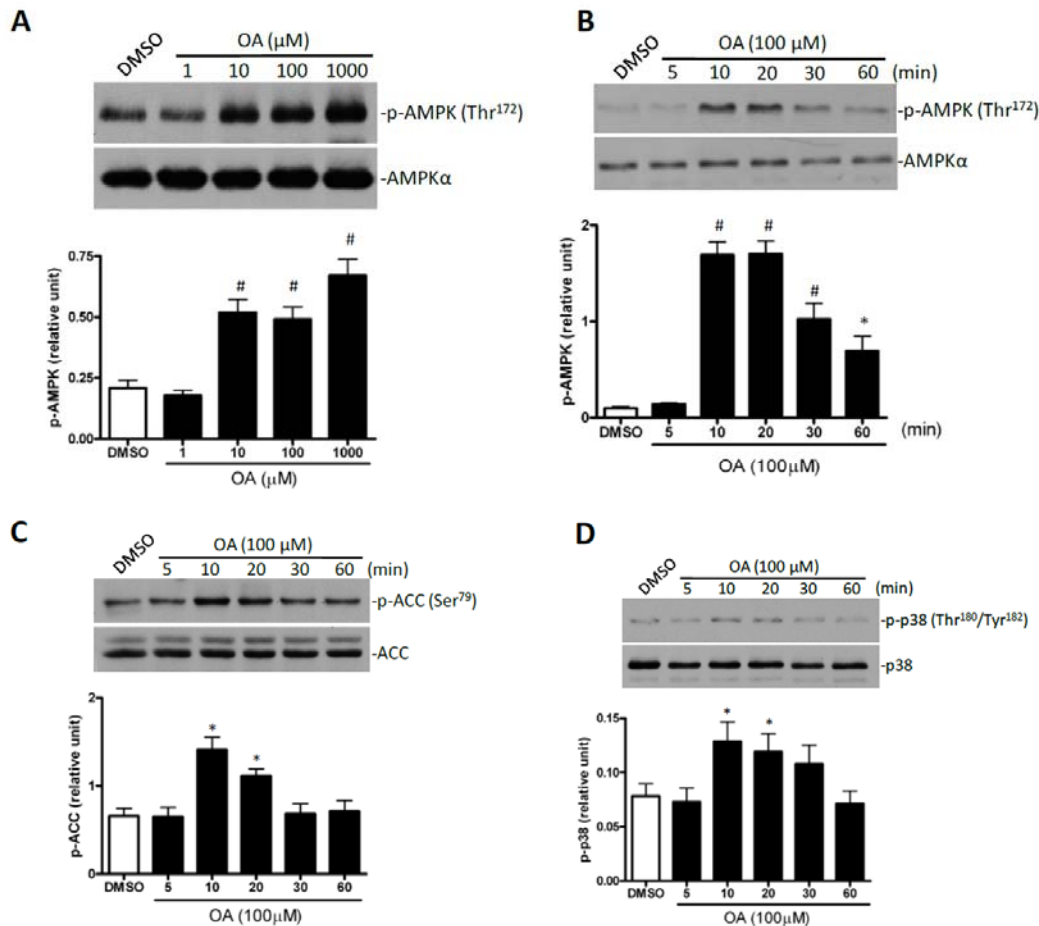 A
DMSO
OA (μM)
1 10 100 1000
-p-AMPK (Thr¹⁷²)
-AMPKα
p-AMPK (relative unit)
0.75
0.50
0.25
0.00
#
# #
DMSO 1 10 100 1000
OA (μM)
B
DMSO
OA (100 μM)
5 10 20 30 60 (min)
-p-AMPK (Thr¹⁷²)
-AMPKα
p-AMPK (relative unit)
2
1
0
# #
#
*
DMSO 5 10 20 30 60 (min)
OA (100μM)
C
DMSO
OA (100 μM)
5 10 20 30 60 (min)
-p-ACC (Ser⁷⁹)
-ACC
p-ACC (relative unit)
2
1
0
*
*
DMSO 5 10 20 30 60
OA (100μM)
D
DMSO
OA (100 μM)
5 10 20 30 60 (min)
-p-p38 (Thr¹⁸⁰/Tyr¹⁸²)
-p38
p-p38 (relative unit)
0.15
0.10
0.05
0.00
* *
DMSO 5 10 20 30 60
OA (100μM)